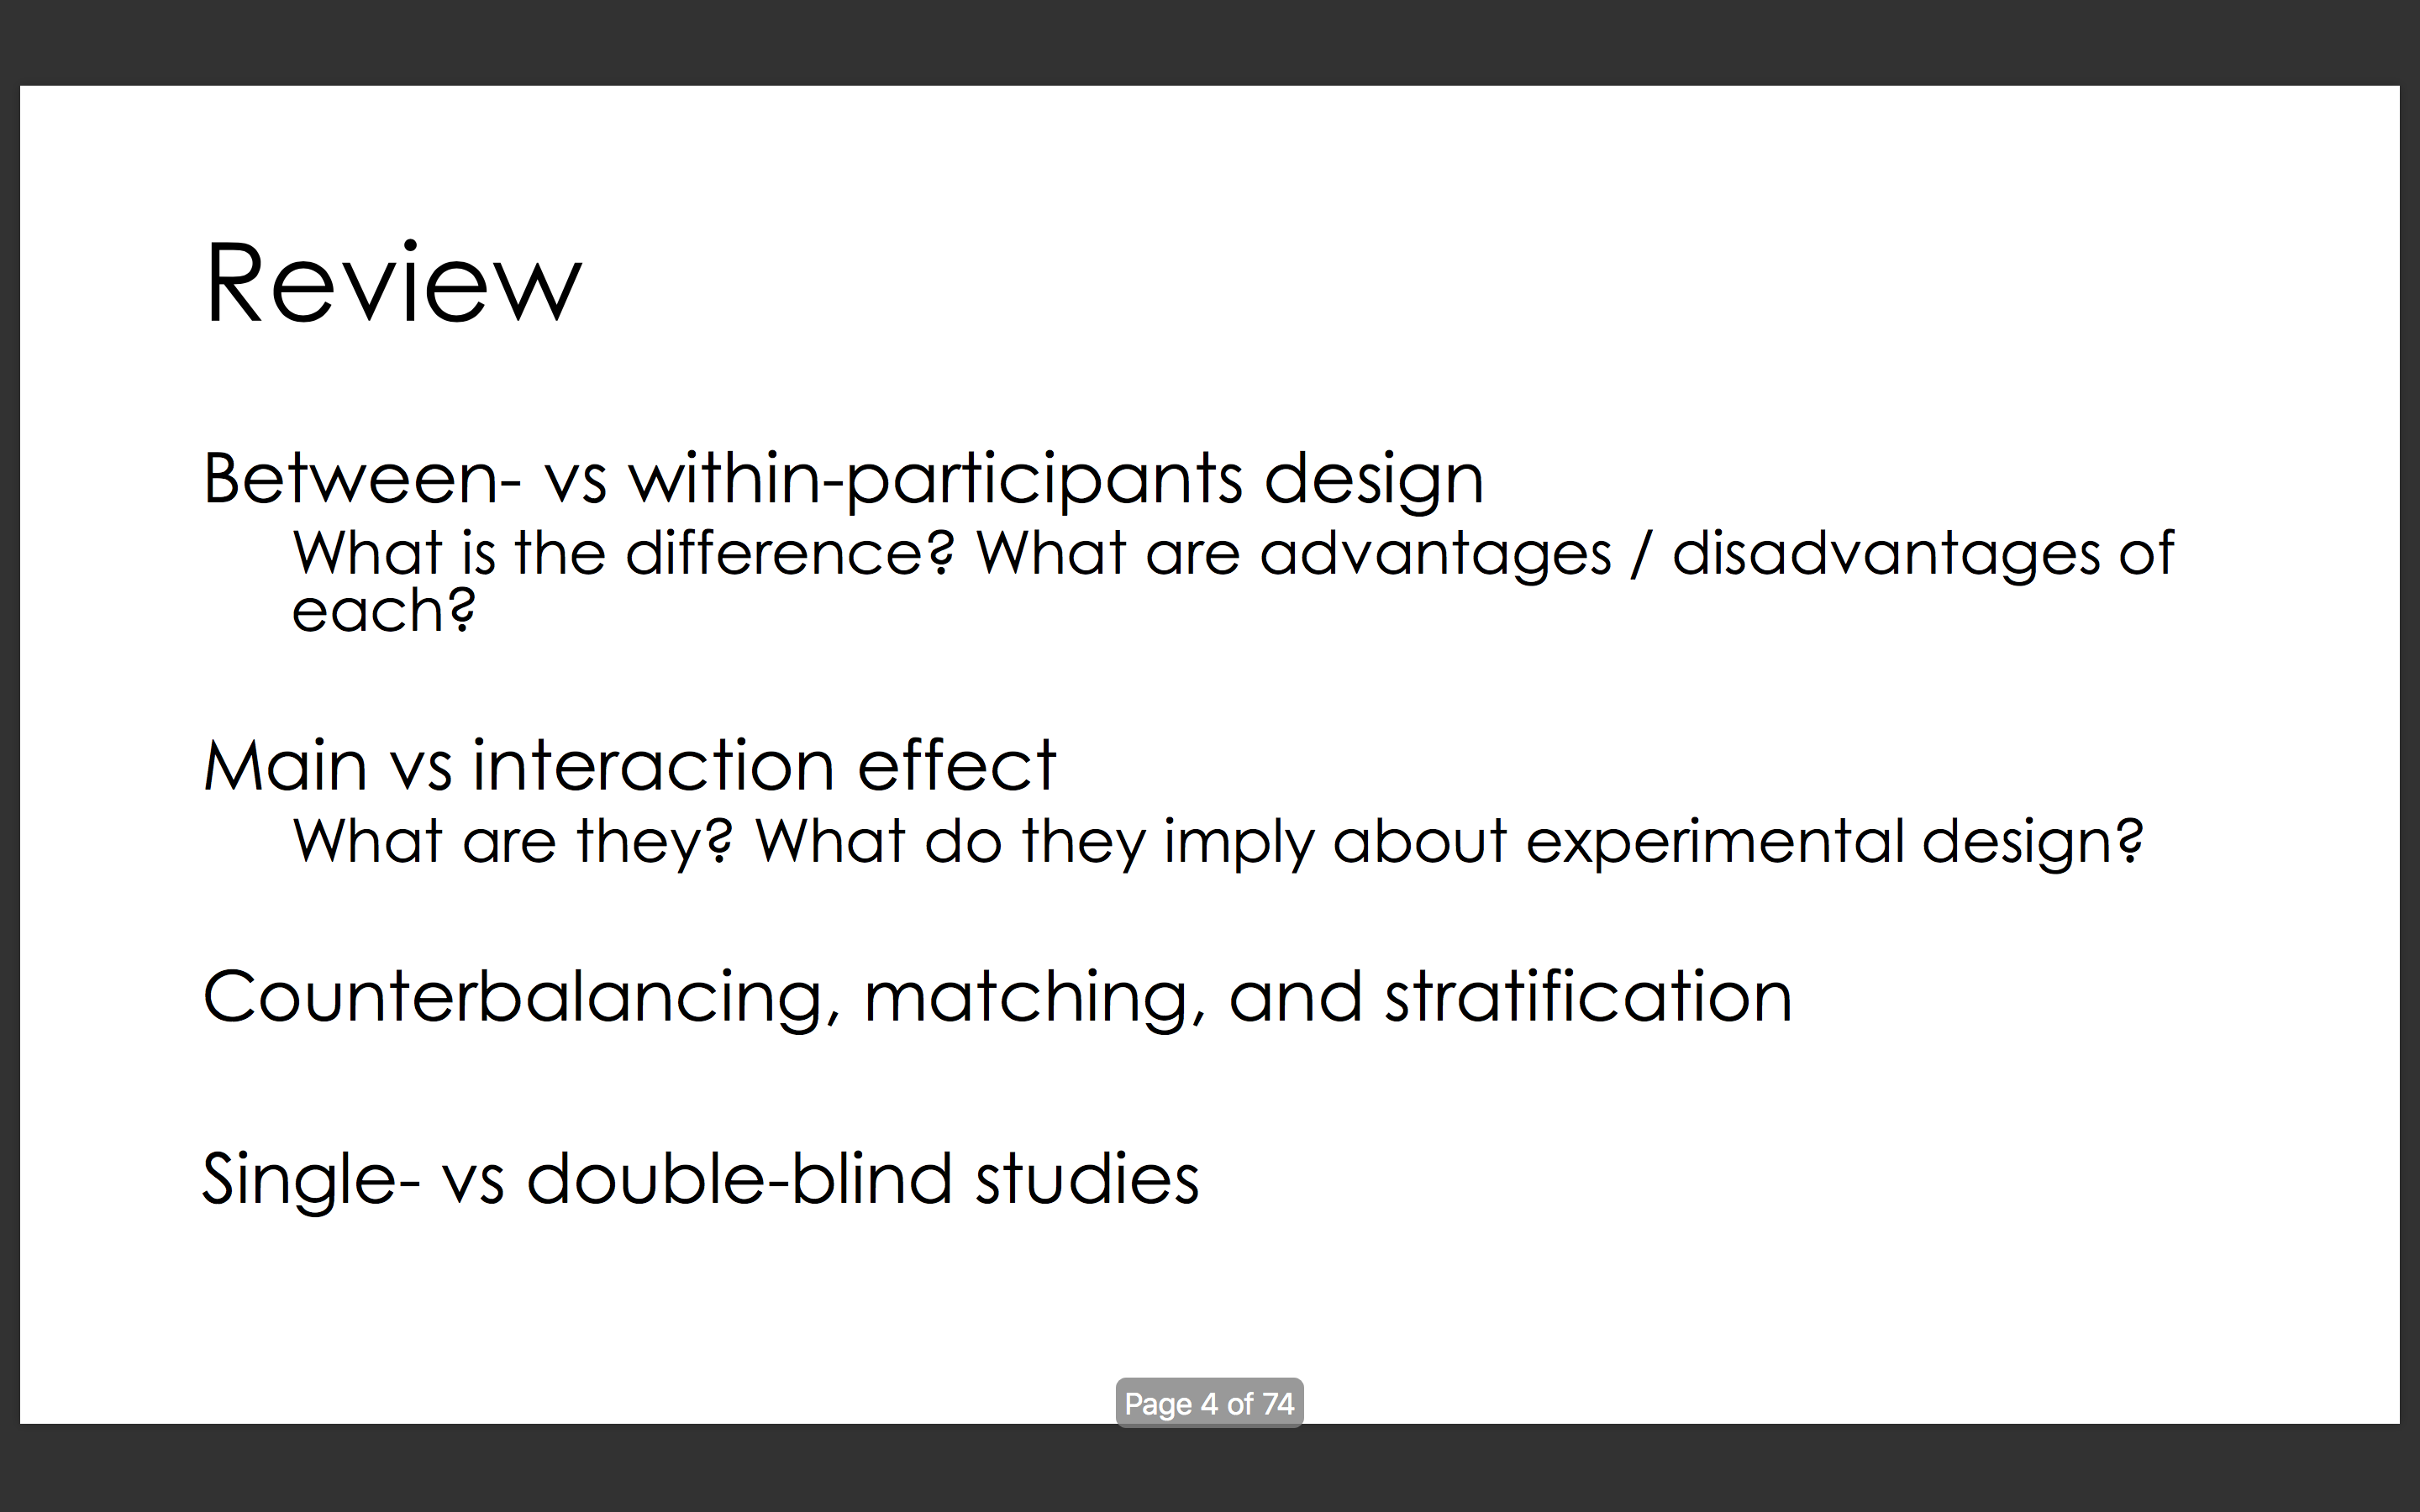 Review
Between- vs within-participants design
What is the difference? What are advantages / disadvantages of
each?
Main vs interaction effect
What are they? What do they imply about experimental design?
Counterbalancing, matching, and stratification
Single- vs double-blind studies
Page 4 of 74